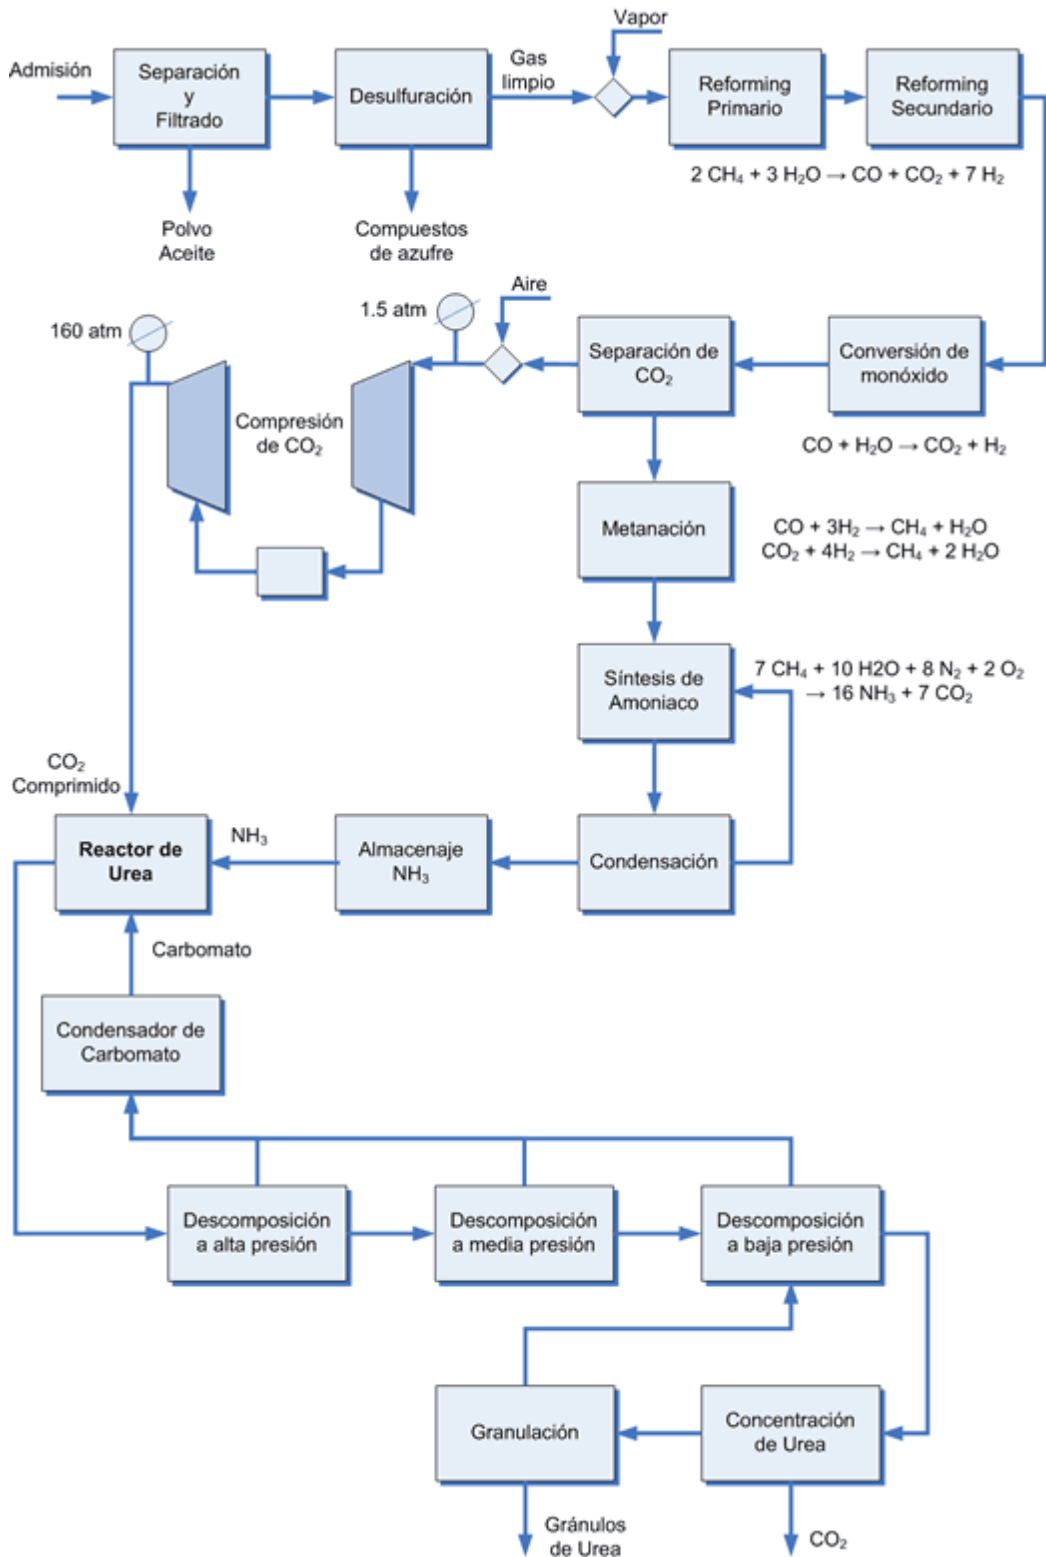 Vapor
Admisión
Separación
y
Filtrado
Desulfuración
Gas
limpio
Reforming
Primario
Reforming
Secundario
2 CH₄ + 3 H₂O → CO + CO₂ + 7 H₂
Polvo
Aceite
Compuestos
de azufre
Aire
1.5 atm
160 atm
Separación de
CO₂
Conversión de
monóxido
Compresión
de CO₂
CO + H₂O → CO₂ + H₂
Metanación
CO + 3H₂ → CH₄ + H₂O
CO₂ + 4H₂ → CH₄ + 2 H₂O
Síntesis de
Amoniaco
7 CH₄ + 10 H2O + 8 N₂ + 2 O₂
→ 16 NH₃ + 7 CO₂
CO₂
Comprimido
Reactor de
Urea
NH₃
Almacenaje
NH₃
Condensación
Carbomato
Condensador de
Carbomato
Descomposición
a alta presión
Descomposición
a media presión
Descomposición
a baja presión
Granulación
Concentración
de Urea
Gránulos
de Urea
CO₂